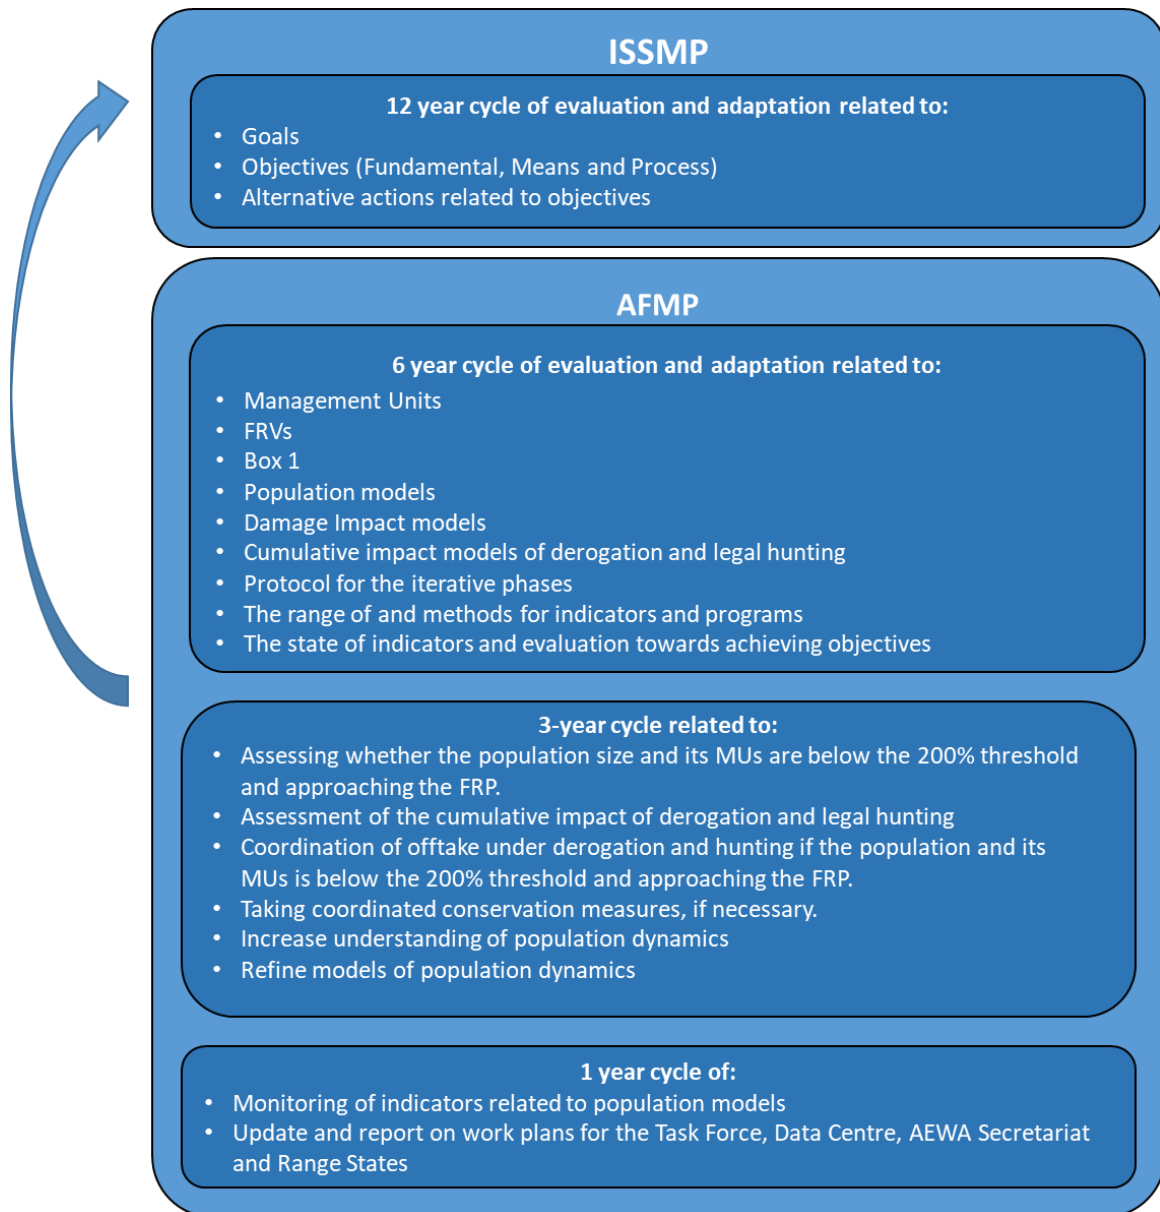 ISSMP
12 year cycle of evaluation and adaptation related to:
• Goals
• Objectives (Fundamental, Means and Process)
• Alternative actions related to objectives
AFMP
6 year cycle of evaluation and adaptation related to:
• Management Units
• FRVs
• Box 1
• Population models
• Damage Impact models
• Cumulative impact models of derogation and legal hunting
• Protocol for the iterative phases
• The range of and methods for indicators and programs
• The state of indicators and evaluation towards achieving objectives
3-year cycle related to:
• Assessing whether the population size and its MUs are below the 200% threshold
and approaching the FRP.
• Assessment of the cumulative impact of derogation and legal hunting
• Coordination of offtake under derogation and hunting if the population and its
MUs is below the 200% threshold and approaching the FRP.
• Taking coordinated conservation measures, if necessary.
• Increase understanding of population dynamics
• Refine models of population dynamics
1 year cycle of:
• Monitoring of indicators related to population models
• Update and report on work plans for the Task Force, Data Centre, AEWA Secretariat
and Range States